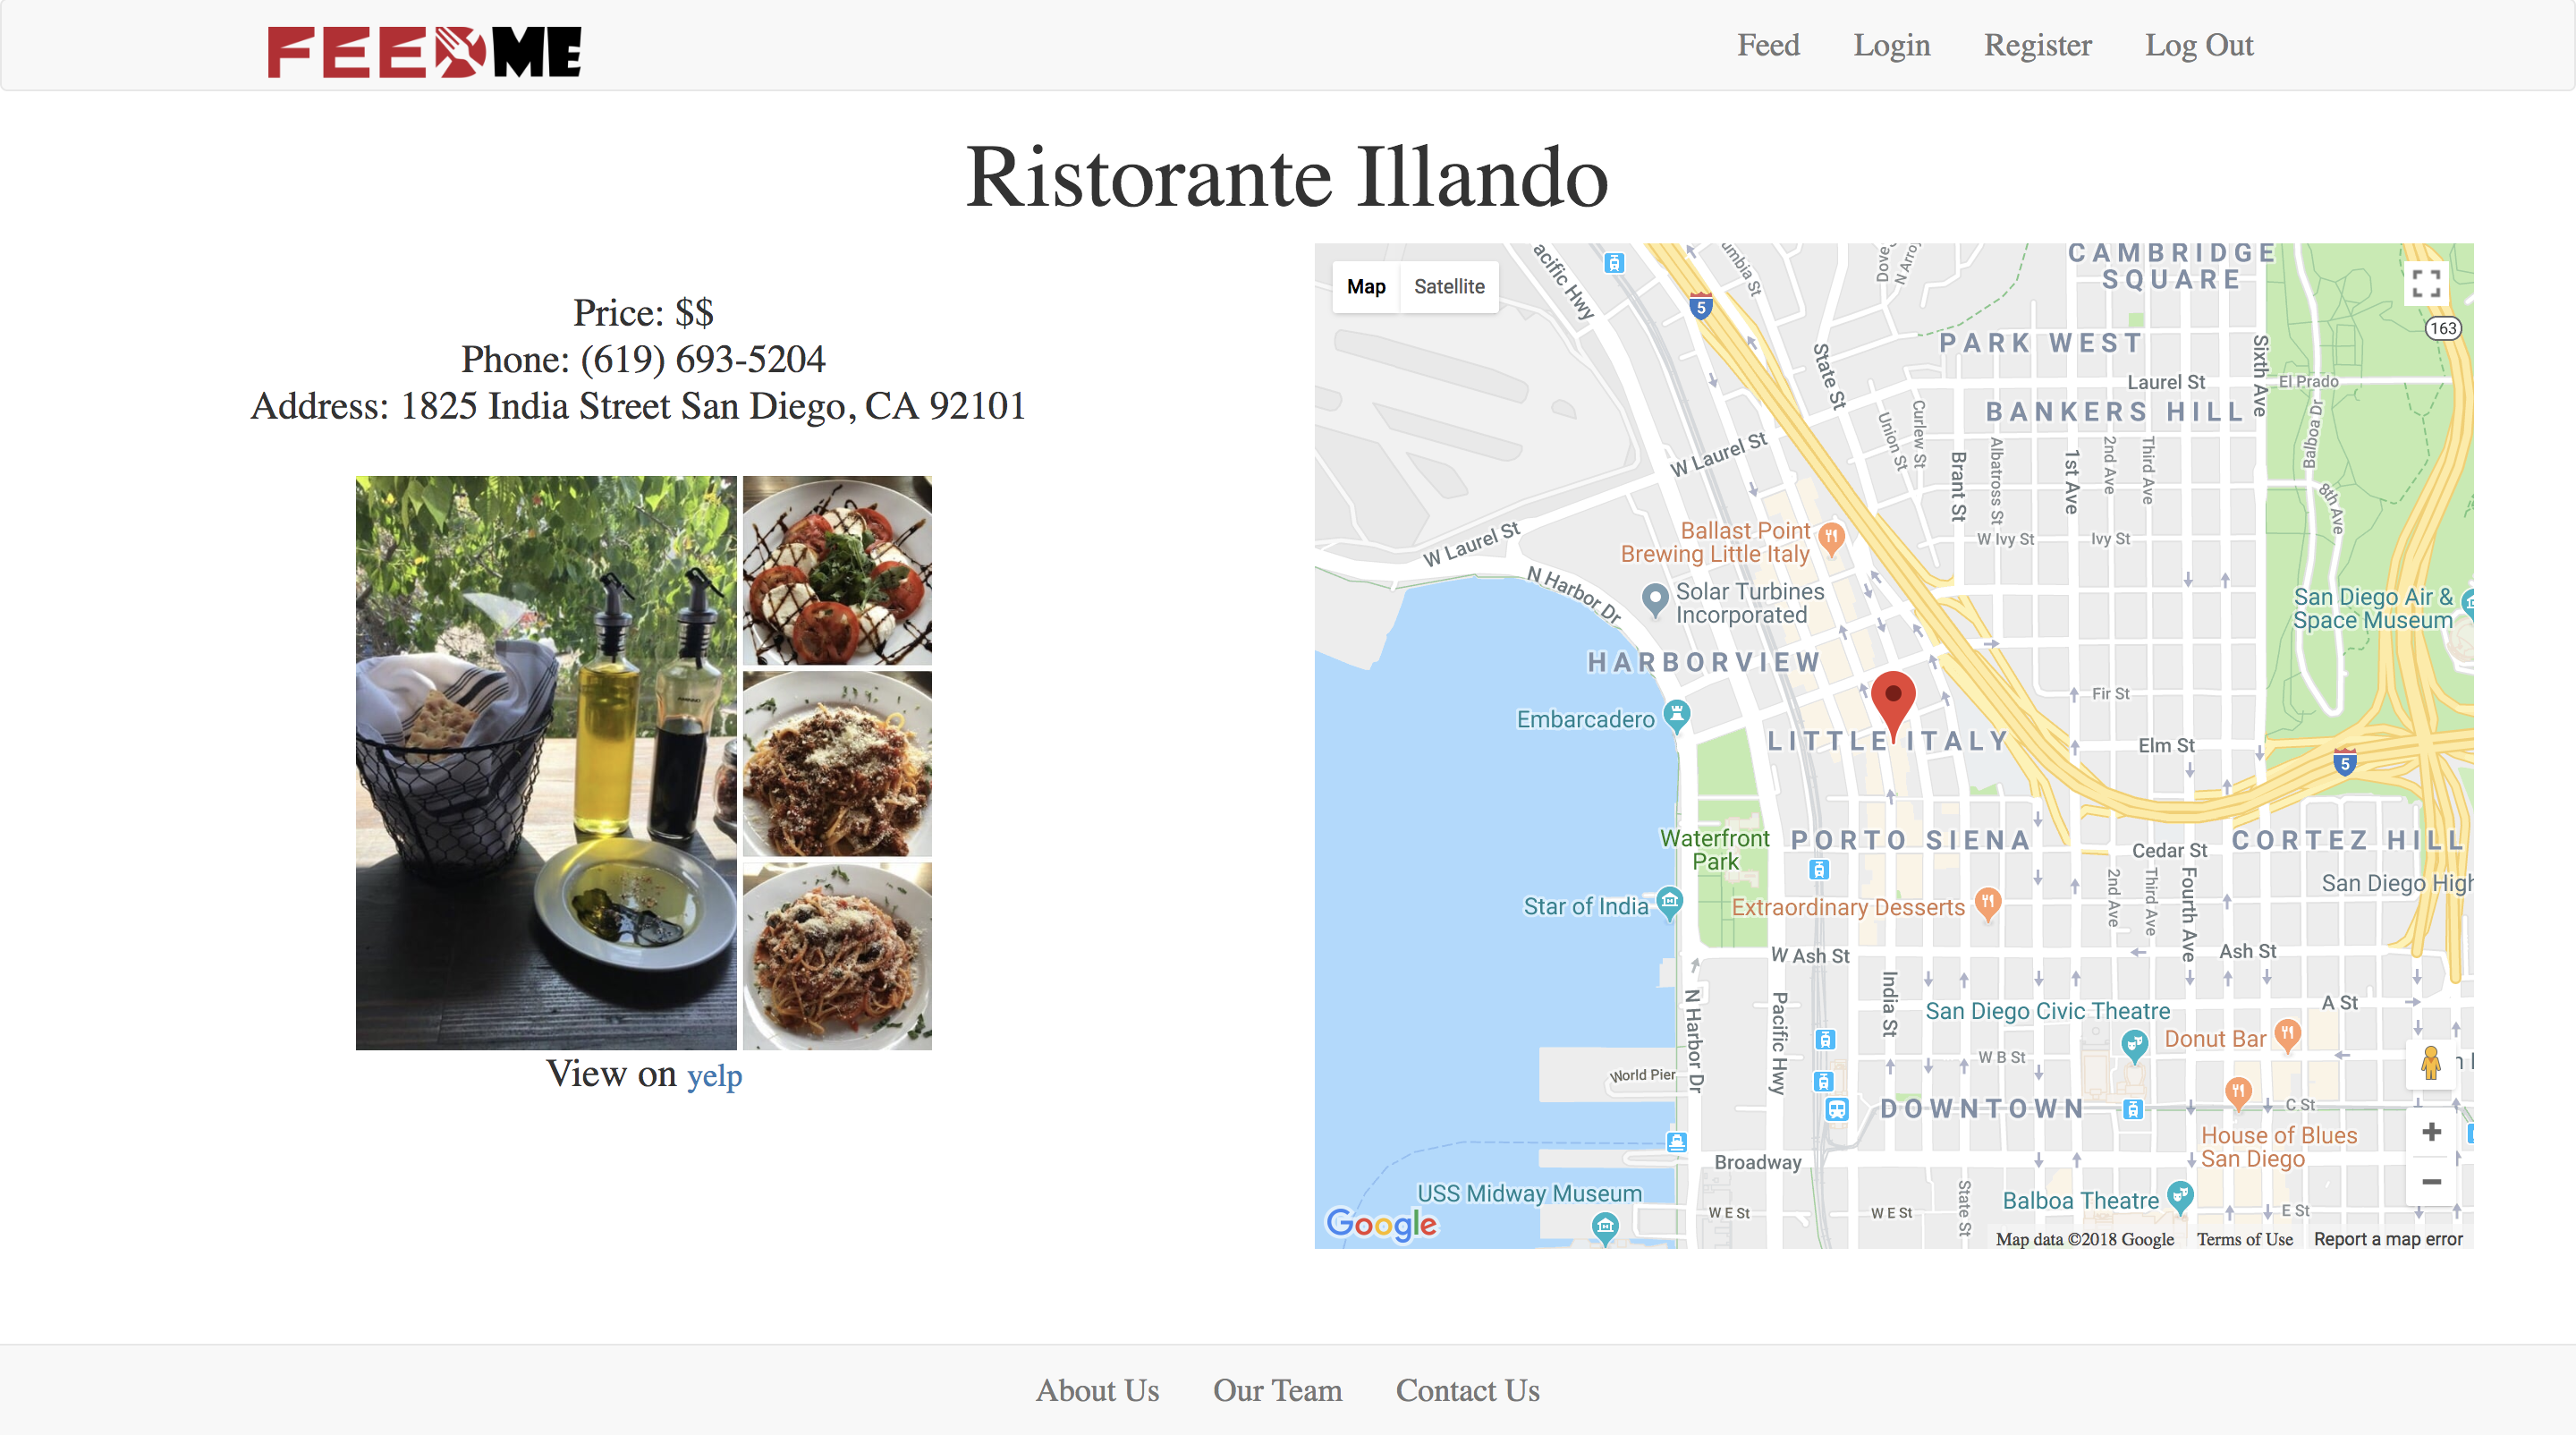 FEEDME
Feed
Login
Register
Log Out
Ristorante Illando
Price: $$
Phone: (619) 693-5204
Address: 1825 India Street San Diego, CA 92101
View on yelp
Map
Satellite
acific Hwy
umbia St
Dove
N Arro
CAMBRIDGE
SQUARE
5
163
PARK WEST
State St
Sixth Ave
Laurel St
El Prado
BANKERS HILL
Balboa Dr
Union St
Curlew St
W Laurel St
Brant St
Albatross St
1st Ave
2nd Ave
Third Ave
8th Ave
Ballast Point
Brewing Little Italy
W Laurel St
W Ivy St
Ivy St
N Harbor Dr
Solar Turbines
Incorporated
San Diego Air &
Space Museum
HARBORVIEW
Fir St
Embarcadero
LITTLE ITALY
Elm St
5
Waterfront
Park
PORTO SIENA
Cedar St
CORTEZ HILL
2nd Ave
Third Ave
Fourth Ave
San Diego High
Star of India
Extraordinary Desserts
W Ash St
Ash St
N Harbor Dr
Pacific Hwy
India St
San Diego Civic Theatre
A St
Donut Bar
W B St
World Pier
DOWNTOWN
C St
House of Blues
San Diego
Broadway
USS Midway Museum
State St
Balboa Theatre
W E St
W E St
E St
Google
Map data ©2018 Google
Terms of Use
Report a map error
About Us
Our Team
Contact Us